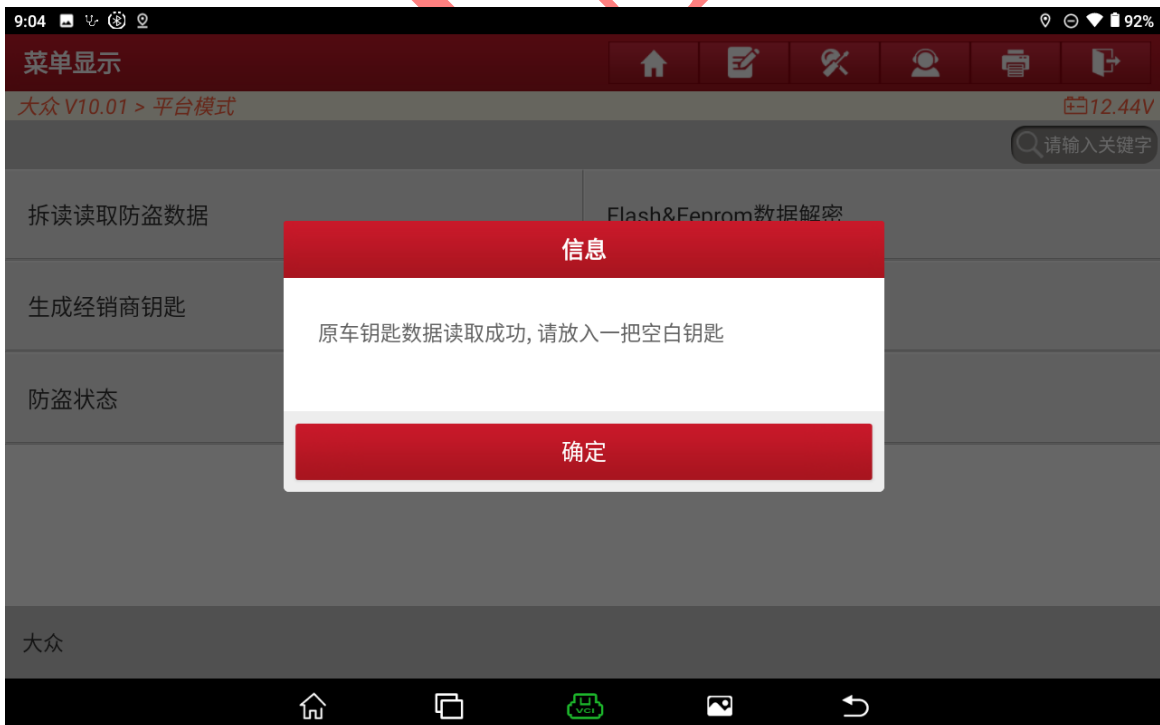 9:04
92%
菜单显示
大众 V10.01 > 平台模式
12.44V
请输入关键字
拆读读取防盗数据
Flash&Eeprom数据解密
信息
生成经销商钥匙
原车钥匙数据读取成功, 请放入一把空白钥匙
防盗状态
确定
大众
VCI